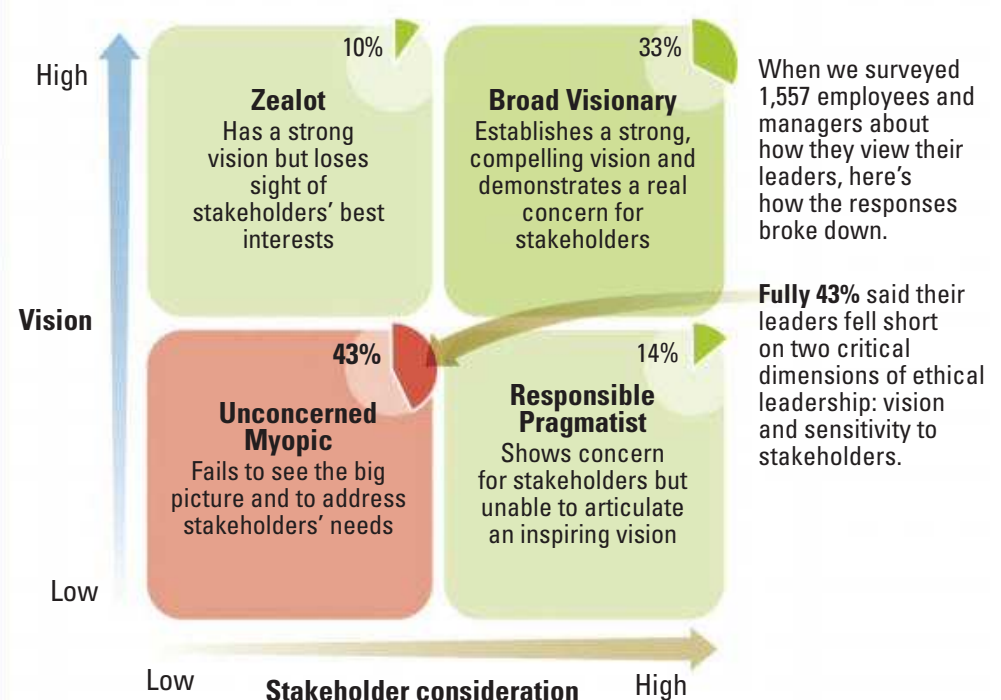 High
10%
Zealot
Has a strong
vision but loses
sight of
stakeholders’ best
interests
33%
Broad Visionary
Establishes a strong,
compelling vision and
demonstrates a real
concern for
stakeholders
When we surveyed
1,557 employees and
managers about
how they view their
leaders, here’s
how the responses
broke down.
Vision
43%
Unconcerned
Myopic
Fails to see the big
picture and to address
stakeholders’ needs
14%
Responsible
Pragmatist
Shows concern
for stakeholders but
unable to articulate
an inspiring vision
Fully 43% said their
leaders fell short
on two critical
dimensions of ethical
leadership: vision
and sensitivity to
stakeholders.
Low
Low
Stakeholder consideration
High